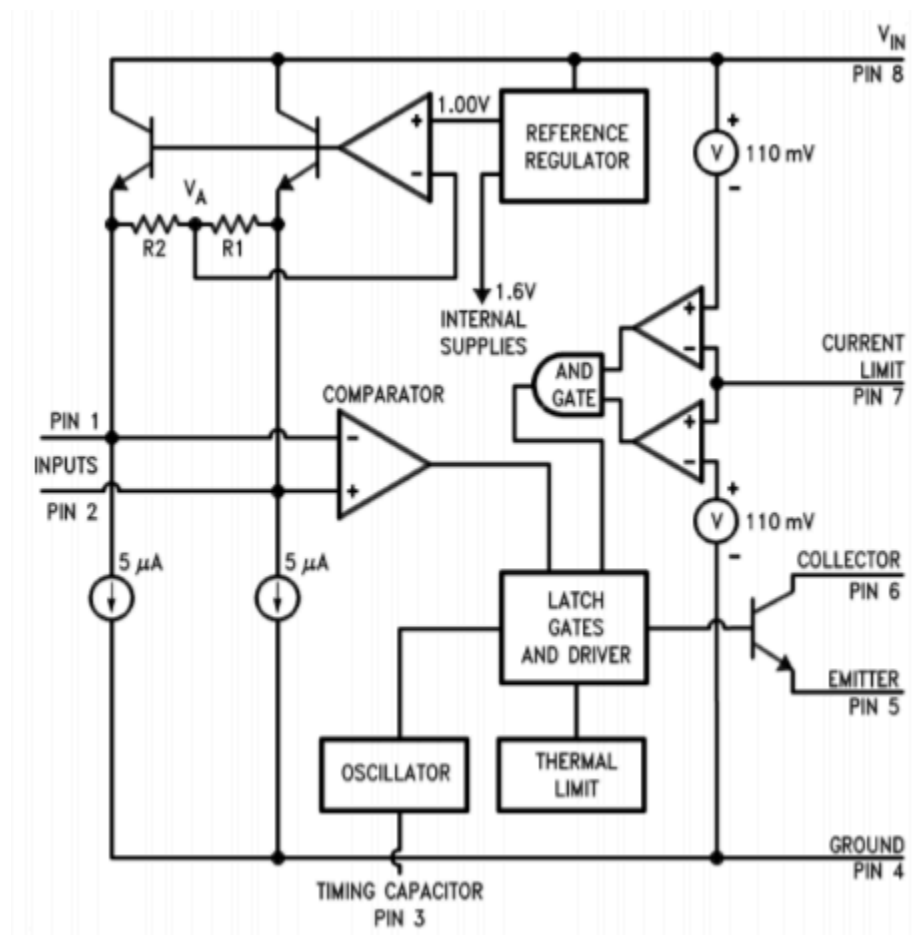 V_IN
PIN 8
1.00V
+
-
REFERENCE
REGULATOR
+
V
110 mV
-
V_A
R2
R1
1.6V
INTERNAL
SUPPLIES
+
-
CURRENT
LIMIT
PIN 7
AND
GATE
COMPARATOR
PIN 1
-
+
-
INPUTS
+
PIN 2
+
V
110 mV
-
5 μA
5 μA
COLLECTOR
PIN 6
LATCH
GATES
AND DRIVER
EMITTER
PIN 5
OSCILLATOR
THERMAL
LIMIT
GROUND
PIN 4
TIMING CAPACITOR
PIN 3